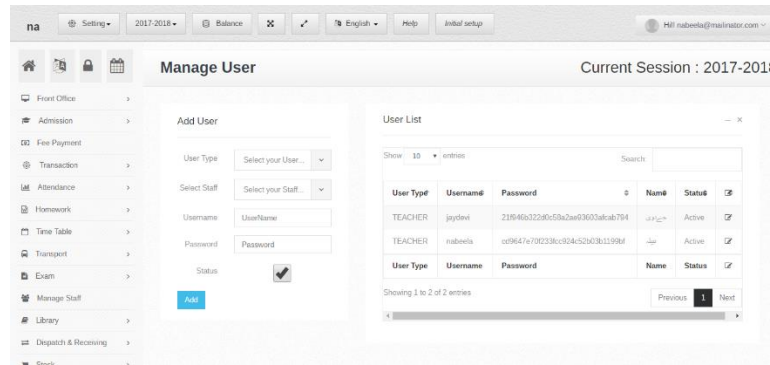 na Setting 2017-2018 Balance English Help Initial setup Hi! nabeela@mailinator.com
Manage User
Current Session : 2017-201
Front Office
Admission
Fee Payment
Transaction
Attendance
Homework
Time Table
Transport
Exam
Manage Staff
Library
Dispatch & Receiving
Stock
Add User
User Type Select your User...
Select Staff Select your Staff...
Username UserName
Password Password
Status
Add
User List
Show 10 entries
Search:
User Type Username Password Name Status
TEACHER jaydevi Active
TEACHER nabeela Active
User Type Username Password Name Status
Showing 1 to 2 of 2 entries
Previous 1 Next